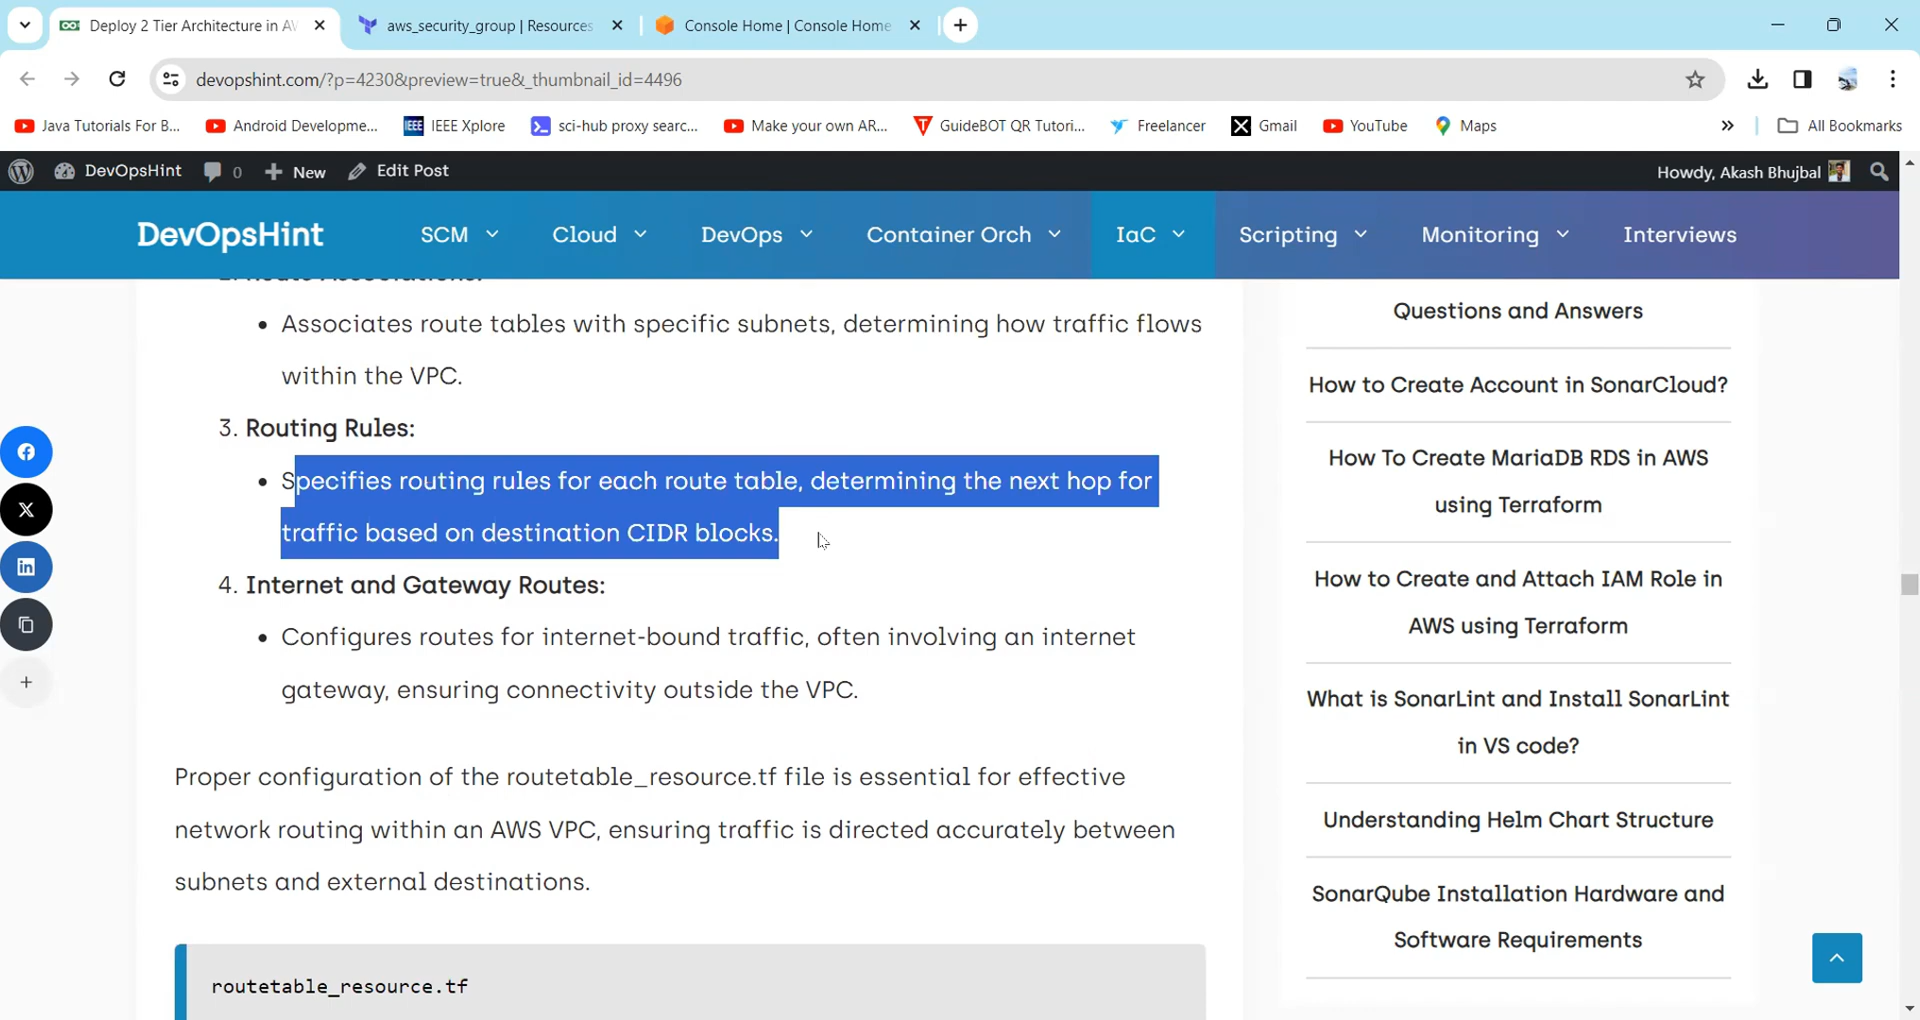 Deploy 2 Tier Architecture in AV
aws_security_group | Resources
Console Home | Console Home
devopshint.com/?p=4230&preview=true&_thumbnail_id=4496
Java Tutorials For B...
Android Developme...
IEEE
IEEE Xplore
sci-hub proxy searc...
Make your own AR...
GuideBOT QR Tutori...
Freelancer
Gmail
YouTube
Maps
All Bookmarks
DevOpsHint
0
New
Edit Post
Howdy, Akash Bhujbal
DevOpsHint
SCM
Cloud
DevOps
Container Orch
IaC
Scripting
Monitoring
Interviews
• Associates route tables with specific subnets, determining how traffic flows
within the VPC.
3. Routing Rules:
• Specifies routing rules for each route table, determining the next hop for
traffic based on destination CIDR blocks.
4. Internet and Gateway Routes:
• Configures routes for internet-bound traffic, often involving an internet
gateway, ensuring connectivity outside the VPC.
Proper configuration of the routetable_resource.tf file is essential for effective
network routing within an AWS VPC, ensuring traffic is directed accurately between
subnets and external destinations.
routetable_resource.tf
Questions and Answers
How to Create Account in SonarCloud?
How To Create MariaDB RDS in AWS
using Terraform
How to Create and Attach IAM Role in
AWS using Terraform
What is SonarLint and Install SonarLint
in VS code?
Understanding Helm Chart Structure
SonarQube Installation Hardware and
Software Requirements